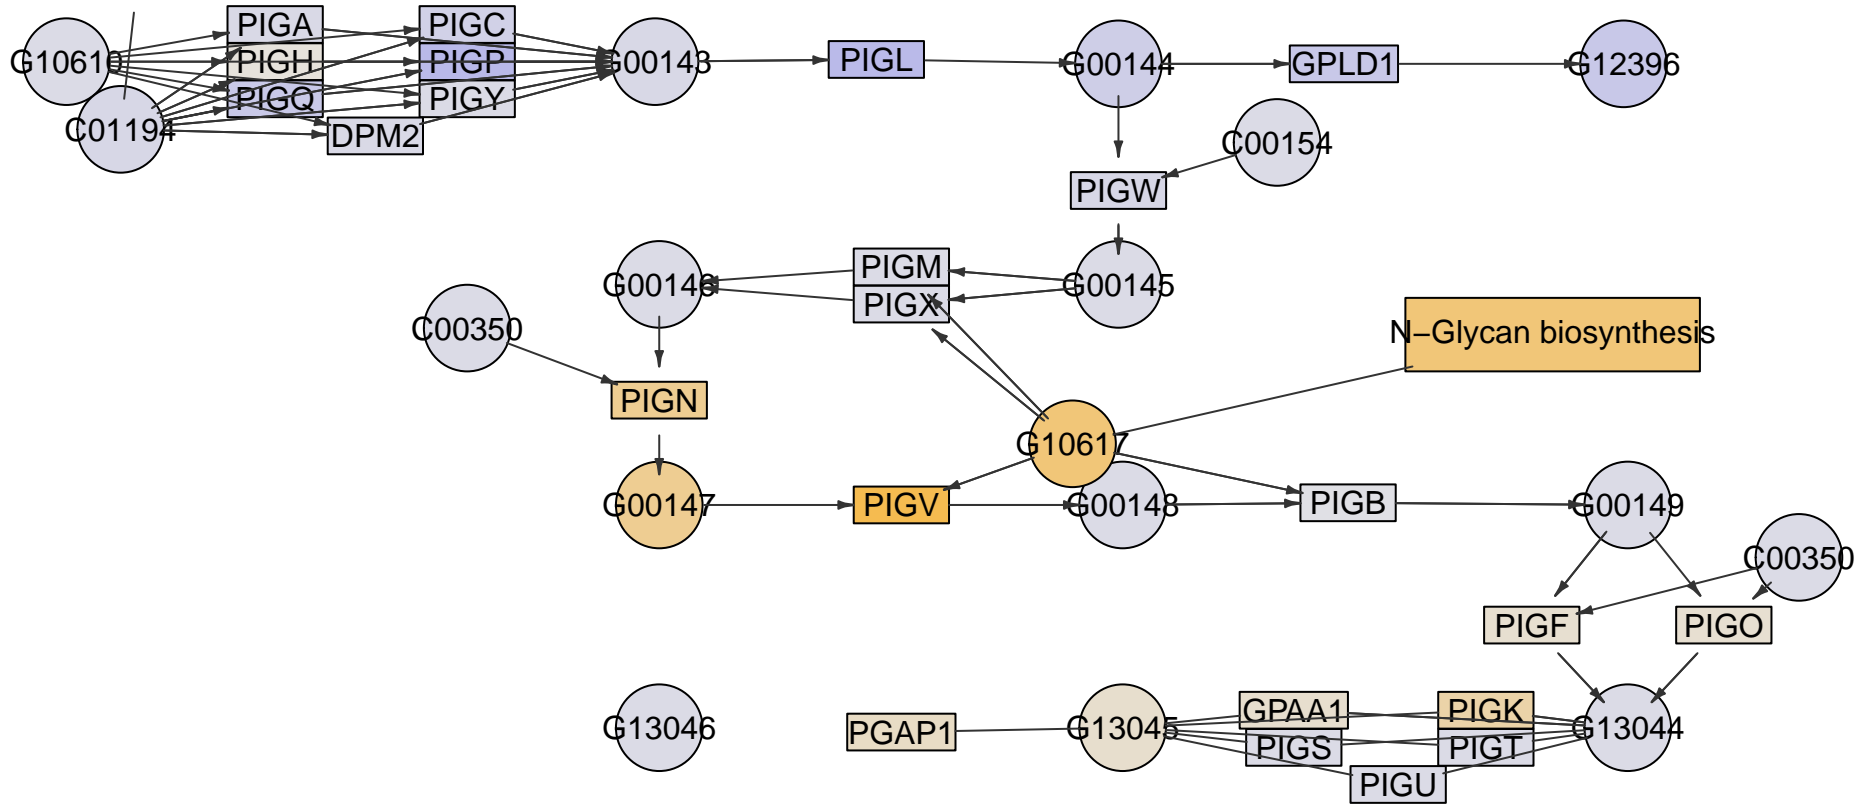 PIGA
PIGC
G10610
PIGH
PIGP
G00143
PIGL
G00144
GPLD1
G12396
PIGQ
PIGY
C01194
DPM2
C00154
PIGW
PIGM
G00146
G00145
PIGX
C00350
N–Glycan biosynthesis
PIGN
G10617
G00147
PIGV
G00148
PIGB
G00149
C00350
PIGF
PIGO
GPAA1
PIGK
G13046
PGAP1
G13045
G13044
PIGS
PIGT
PIGU